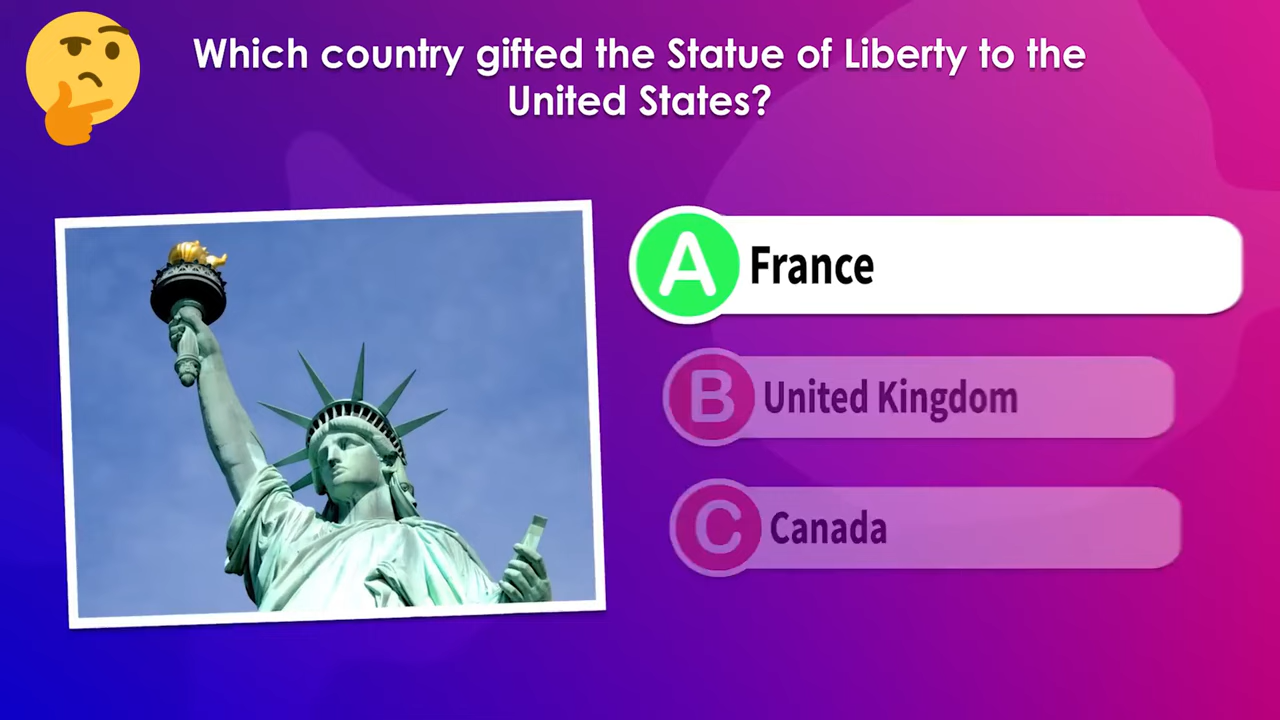 Which country gifted the Statue of Liberty to the
United States?
A France
B United Kingdom
C Canada